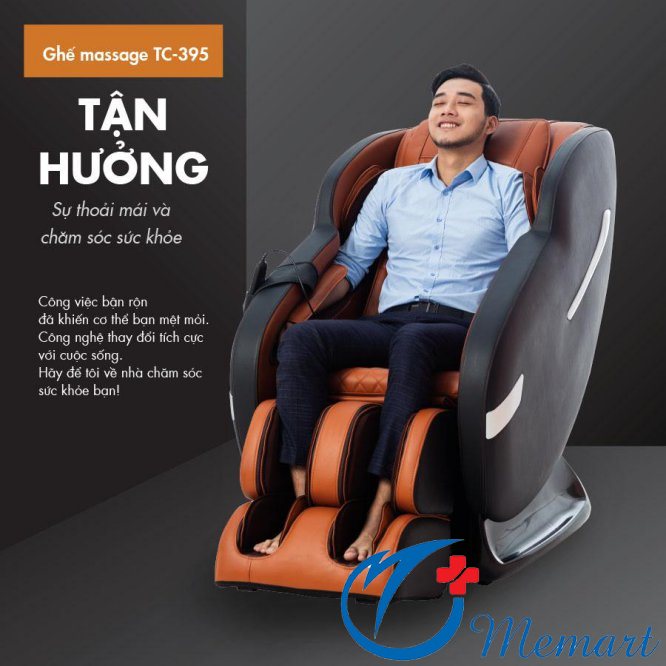 Ghế massage TC-395
TẬN
HƯỞNG
Sự thoải mái và
chăm sóc sức khỏe
Công việc bận rộn
đã khiến cơ thể bạn mệt mỏi.
Công nghệ thay đổi tích cực
với cuộc sống.
Hãy để tôi về nhà chăm sóc
sức khỏe bạn!
Memart